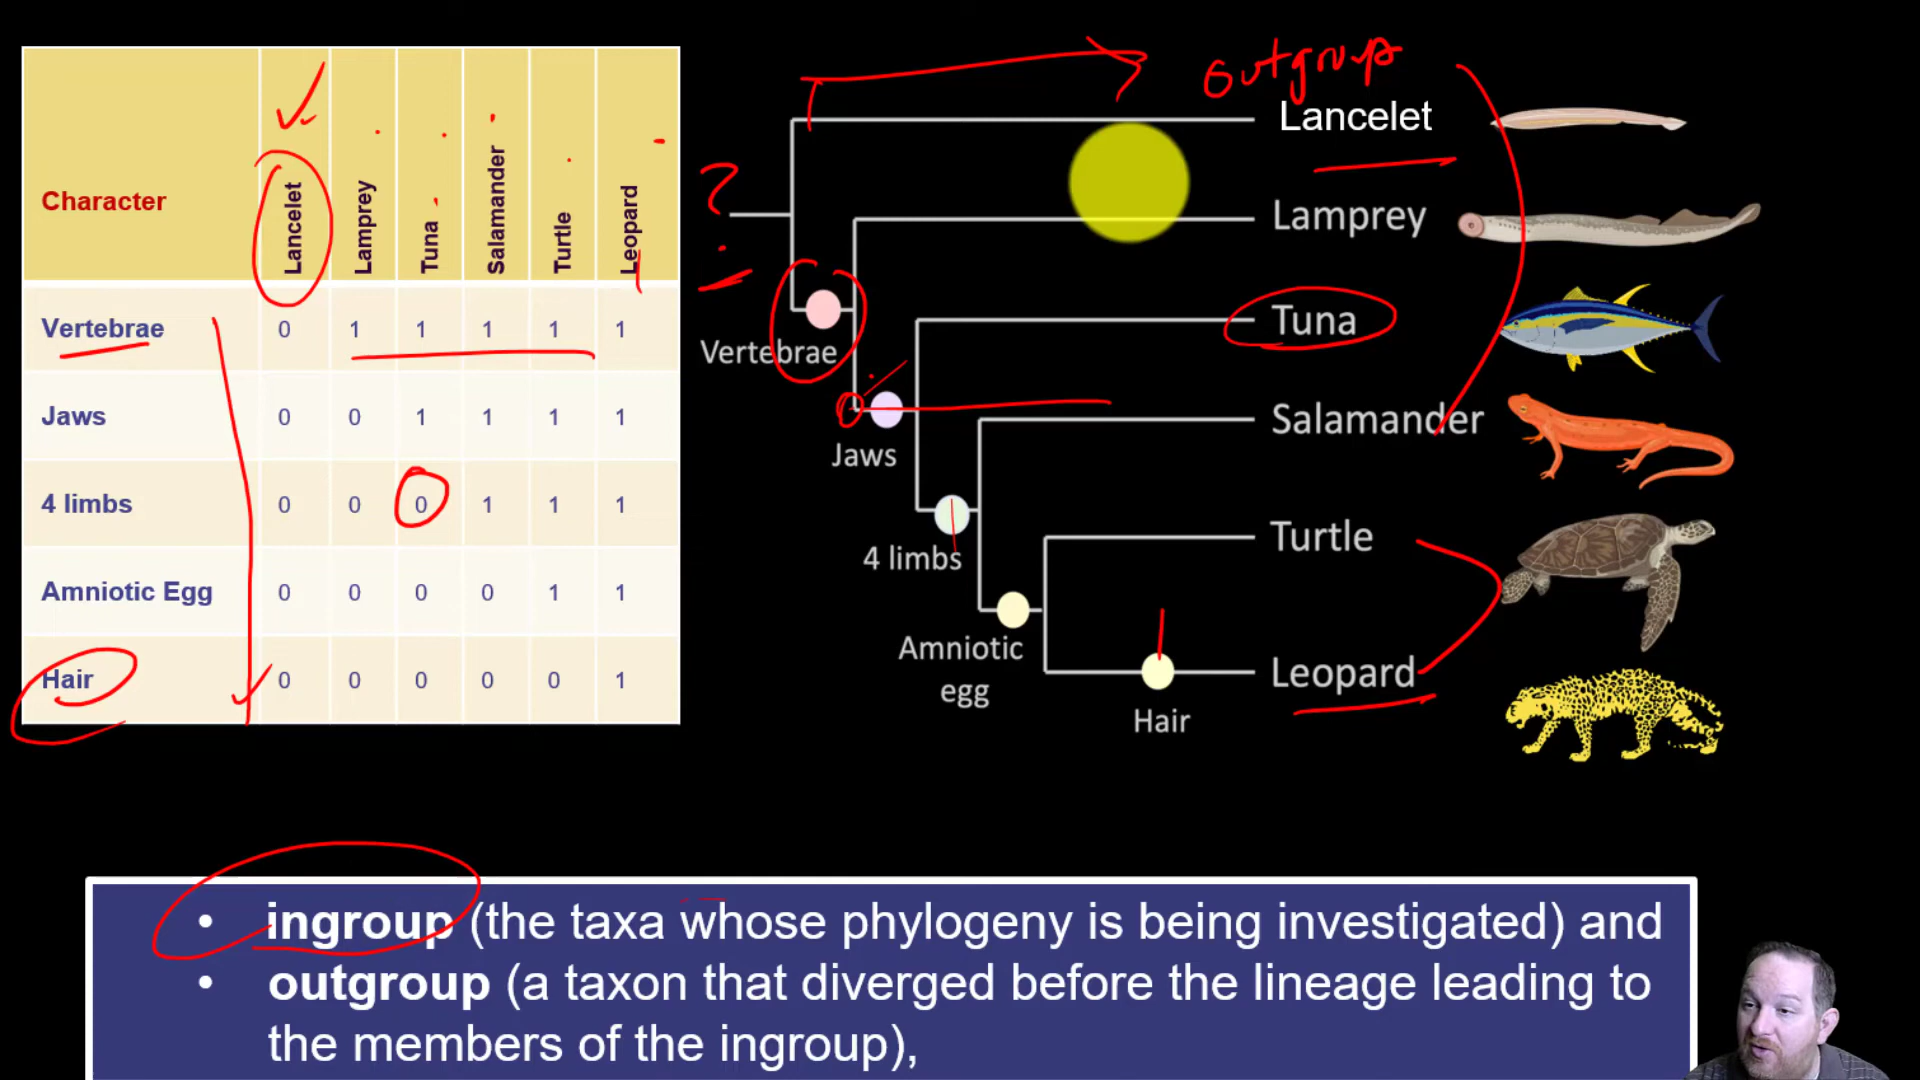 Character Lancelet Lamprey Tuna Salamander Turtle Leopard
Vertebrae 0 1 1 1 1 1
Jaws 0 0 1 1 1 1
4 limbs 0 0 0 1 1 1
Amniotic Egg 0 0 0 0 1 1
Hair 0 0 0 0 0 1
outgroup
Lancelet
?
Lamprey
Tuna
Vertebrae
Salamander
Jaws
Turtle
4 limbs
Amniotic
egg
Leopard
Hair
• ingroup (the taxa whose phylogeny is being investigated) and
• outgroup (a taxon that diverged before the lineage leading to
the members of the ingroup),